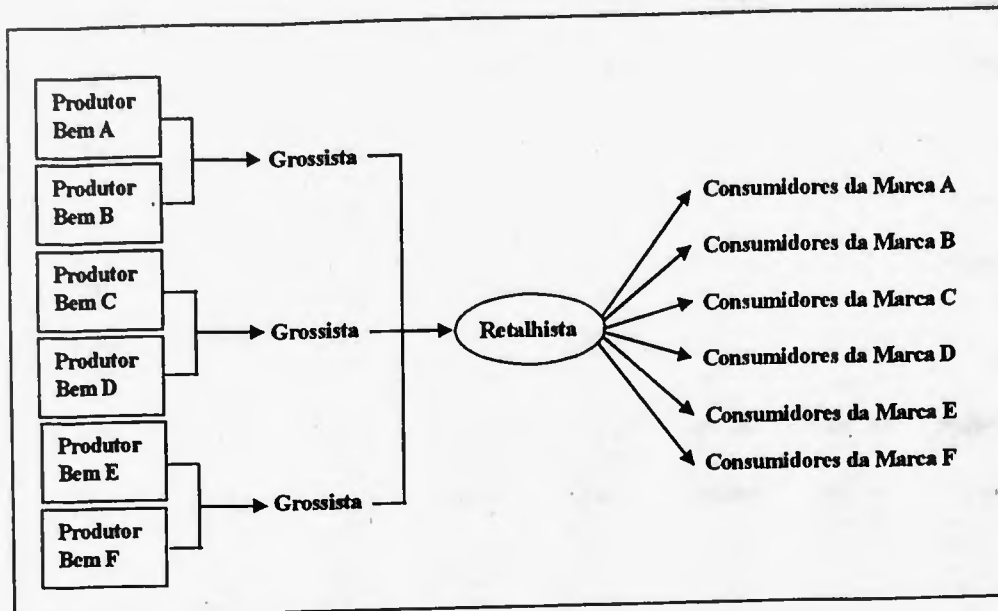 Produtor
Bem A
Produtor
Bem B
Produtor
Bem C
Produtor
Bem D
Produtor
Bem E
Produtor
Bem F
Grossista
Grossista
Grossista
Retalhista
Consumidores da Marca A
Consumidores da Marca B
Consumidores da Marca C
Consumidores da Marca D
Consumidores da Marca E
Consumidores da Marca F